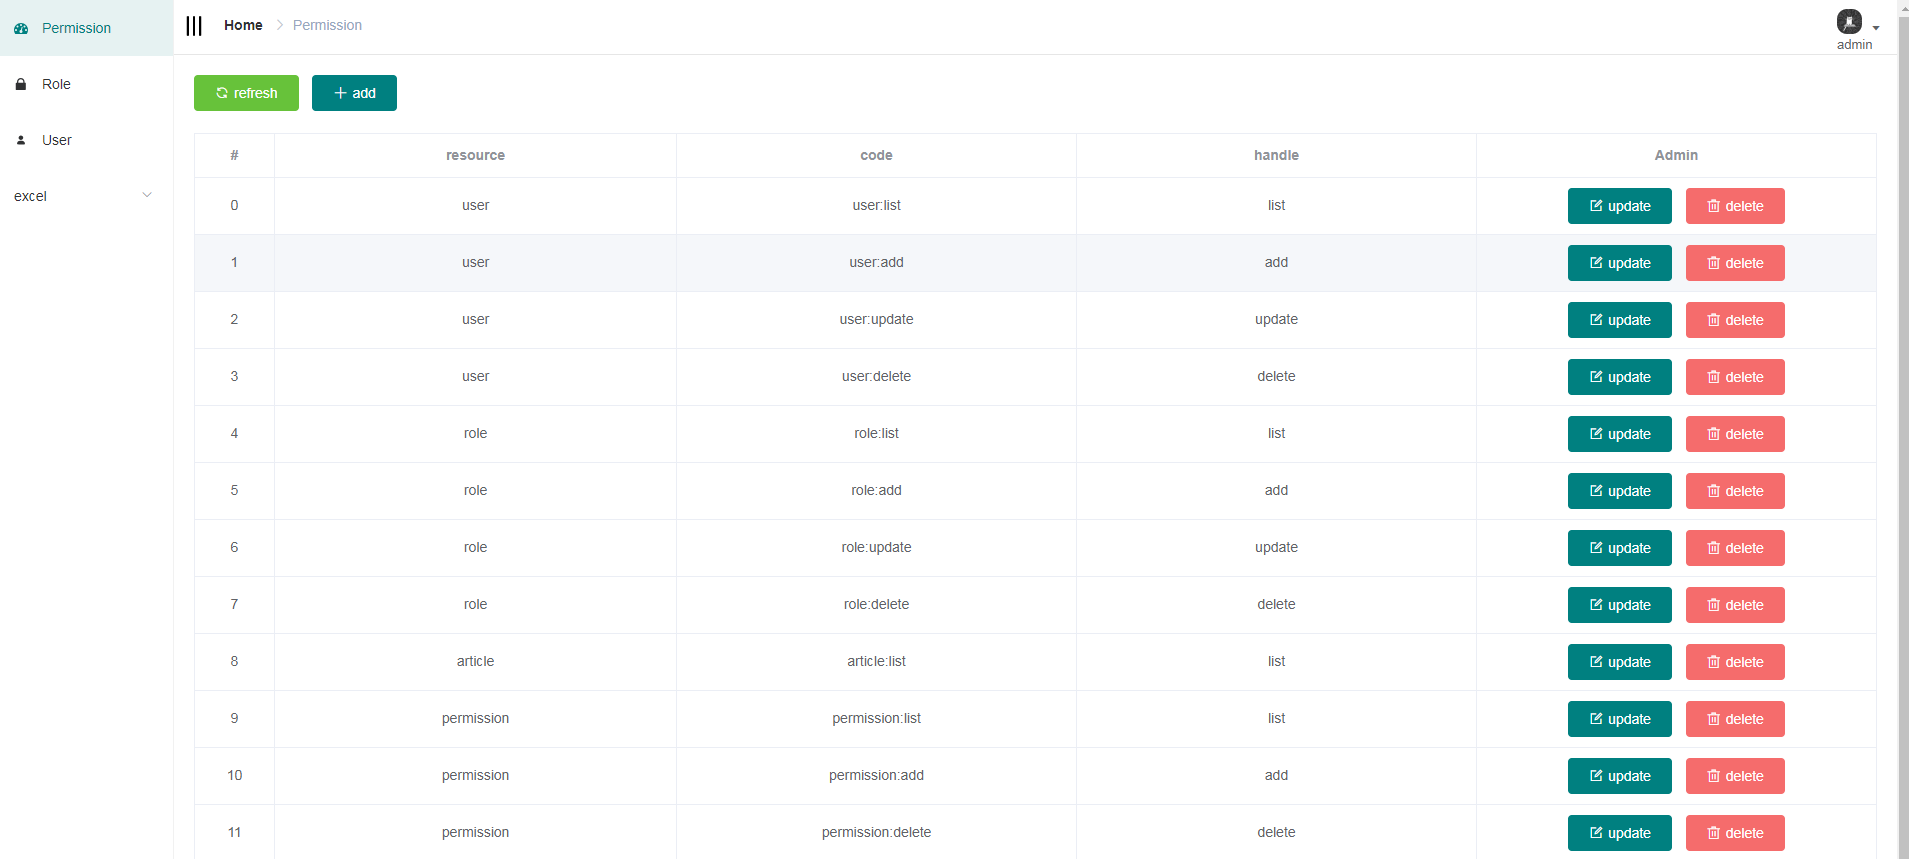 Permission
Role
User
excel
Home Permission
admin
refresh add
# resource code handle Admin
0 user user:list list update delete
1 user user:add add update delete
2 user user:update update update delete
3 user user:delete delete update delete
4 role role:list list update delete
5 role role:add add update delete
6 role role:update update update delete
7 role role:delete delete update delete
8 article article:list list update delete
9 permission permission:list list update delete
10 permission permission:add add update delete
11 permission permission:delete delete update delete